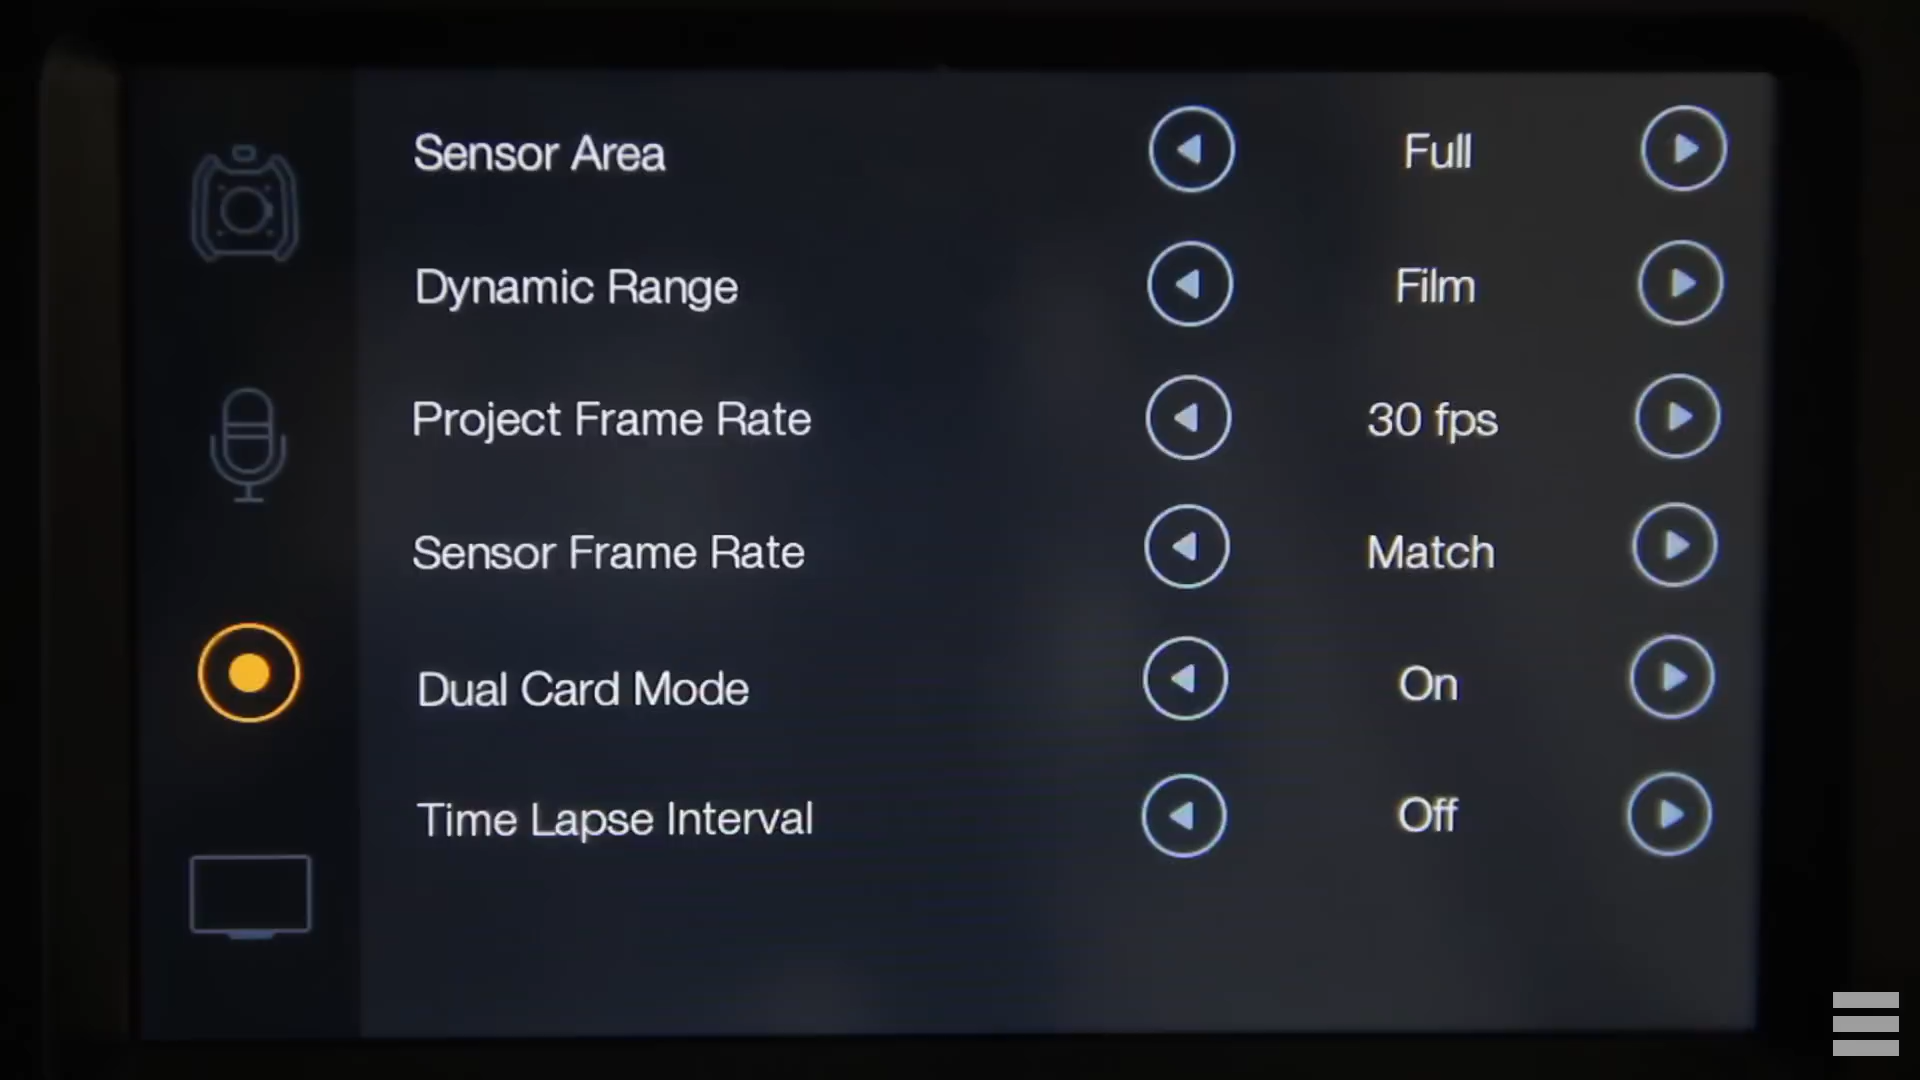 Sensor Area Full
Dynamic Range Film
Project Frame Rate 30 fps
Sensor Frame Rate Match
Dual Card Mode On
Time Lapse Interval Off